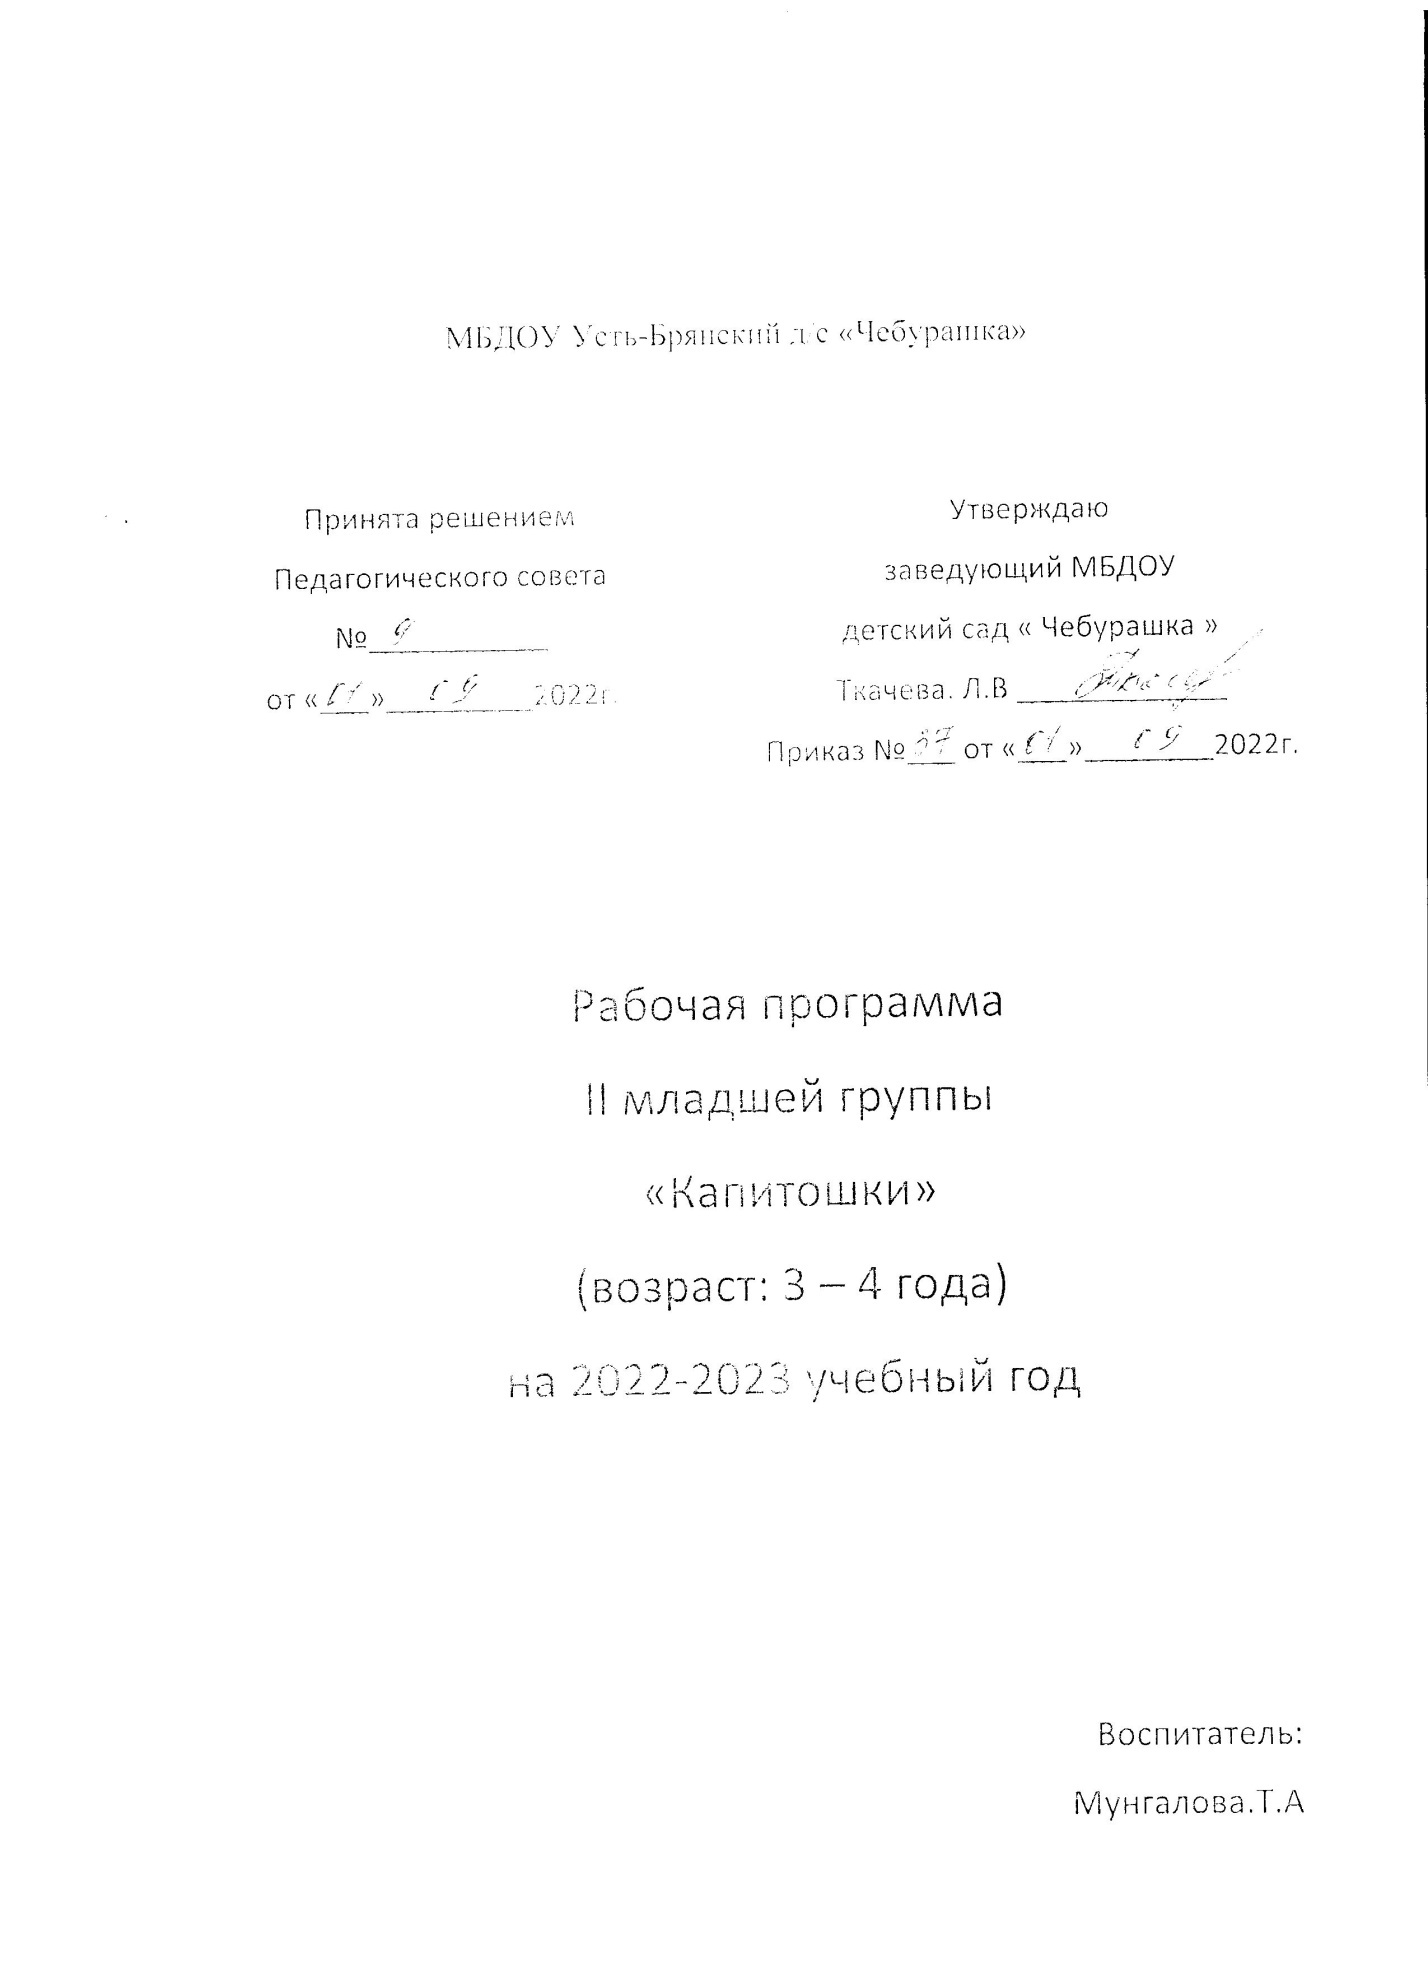 МБДОУ Усть-Брянский д/с «Чебурашка»
Принята решением
Педагогического совета
№ 9
от «01» 09 2022г.
Утверждаю
заведующий МБДОУ
детский сад « Чебурашка »
Ткачева. Л.В
Приказ №37 от «01» 09 2022г.
Рабочая программа
II младшей группы
«Капитошки»
(возраст: 3 – 4 года)
на 2022-2023 учебный год
Воспитатель:
Мунгалова.Т.А